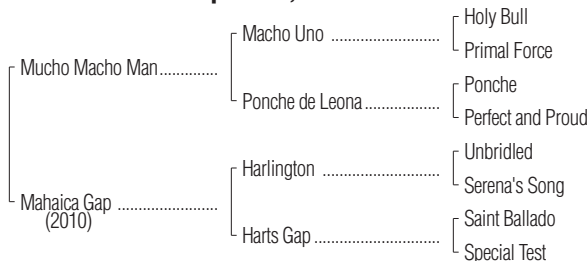 Holy Bull
Macho Uno ........................
Primal Force
Mucho Macho Man.............
Ponche
Ponche de Leona.................
Perfect and Proud
Unbridled
Harlington ..........................
Serena's Song
Mahaica Gap ......................
(2010)
Saint Ballado
Harts Gap............................
Special Test